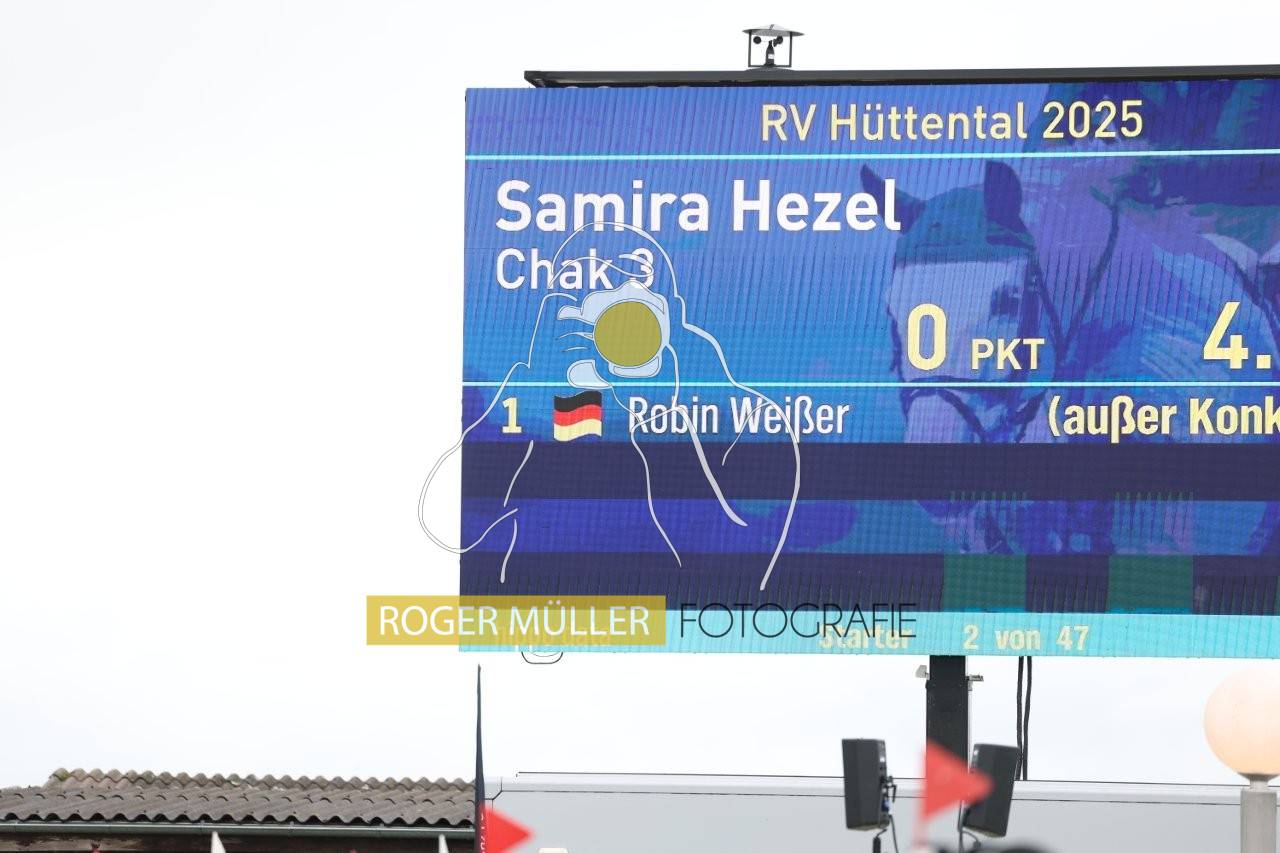 RV Hüttental 2025
Samira Hezel
Chak 3
0 PKT 4.
1 Robin Weißer (außer Konk
ROGER MÜLLER FOTOGRAFIE
Starter 2 von 47